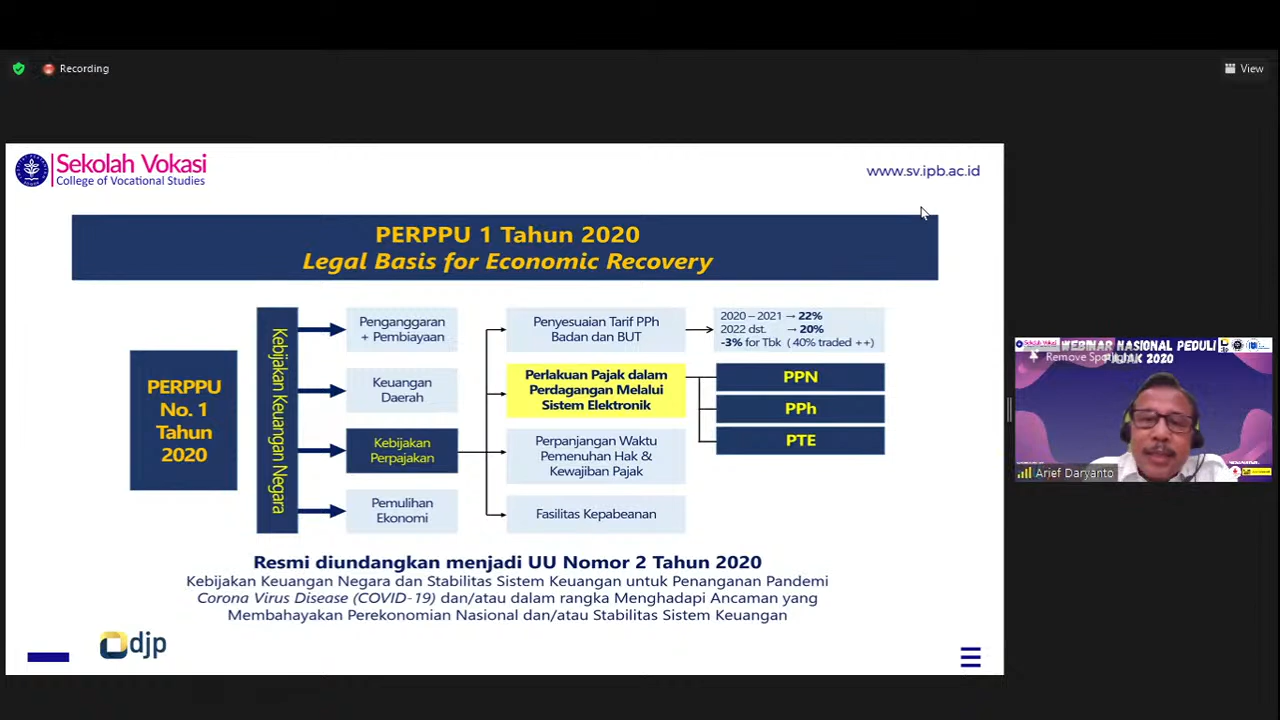 Recording
View
Sekolah Vokasi
College of Vocational Studies
www.sv.ipb.ac.id
PERPPU 1 Tahun 2020
Legal Basis for Economic Recovery
PERPPU
No. 1
Tahun
2020
Kebijakan Keuangan Negara
Penganggaran
+ Pembiayaan
Keuangan
Daerah
Kebijakan
Perpajakan
Pemulihan
Ekonomi
Penyesuaian Tarif PPh
Badan dan BUT
Perlakuan Pajak dalam
Perdagangan Melalui
Sistem Elektronik
Perpanjangan Waktu
Pemenuhan Hak &
Kewajiban Pajak
Fasilitas Kepabeanan
2020 – 2021 → 22%
2022 dst. → 20%
-3% for Tbk ( 40% traded ++)
PPN
PPh
PTE
Resmi diundangkan menjadi UU Nomor 2 Tahun 2020
Kebijakan Keuangan Negara dan Stabilitas Sistem Keuangan untuk Penanganan Pandemi
Corona Virus Disease (COVID-19) dan/atau dalam rangka Menghadapi Ancaman yang
Membahayakan Perekonomian Nasional dan/atau Stabilitas Sistem Keuangan
djp
WEBINAR NASIONAL PEDULI
PAJAK 2020
Remove
Arief Daryanto